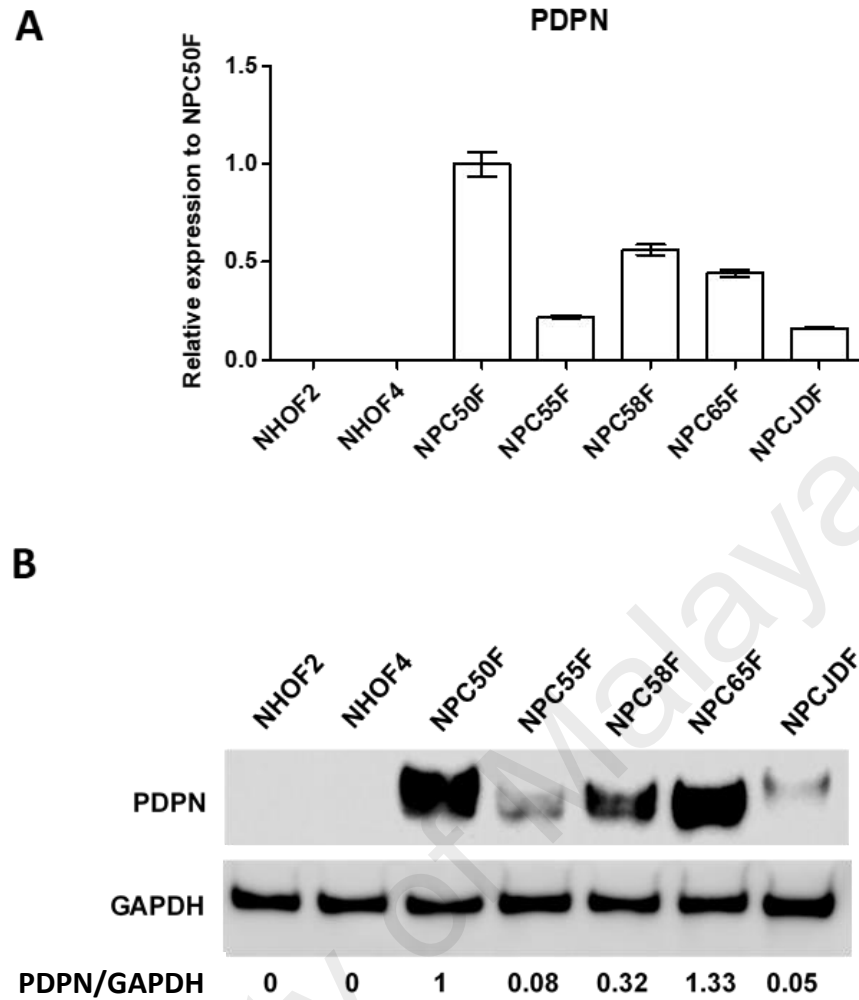 A
PDPN
Relative expression to NPC50F
1.5
1.0
0.5
0.0
NHOF2 NHOF4 NPC50F NPC55F NPC58F NPC65F NPCJDF
B
NHOF2 NHOF4 NPC50F NPC55F NPC58F NPC65F NPCJDF
PDPN
GAPDH
PDPN/GAPDH 0 0 1 0.08 0.32 1.33 0.05
of Malaya